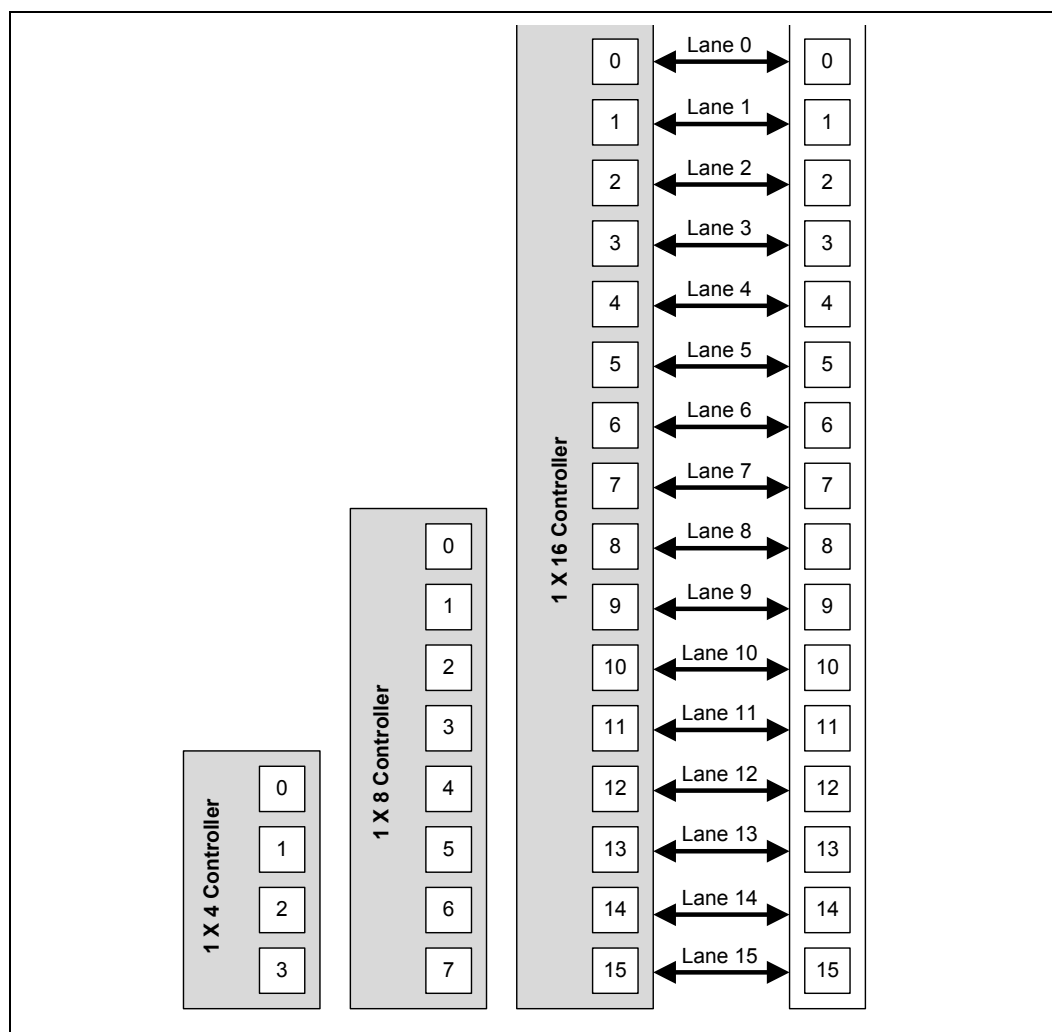 0 Lane 0 0
1 Lane 1 1
2 Lane 2 2
3 Lane 3 3
4 Lane 4 4
5 Lane 5 5
6 Lane 6 6
7 Lane 7 7
0 8 Lane 8 8
1 9 Lane 9 9
2 10 Lane 10 10
3 11 Lane 11 11
0 4 12 Lane 12 12
1 5 13 Lane 13 13
2 6 14 Lane 14 14
3 7 15 Lane 15 15
1 X 4 Controller
1 X 8 Controller
1 X 16 Controller